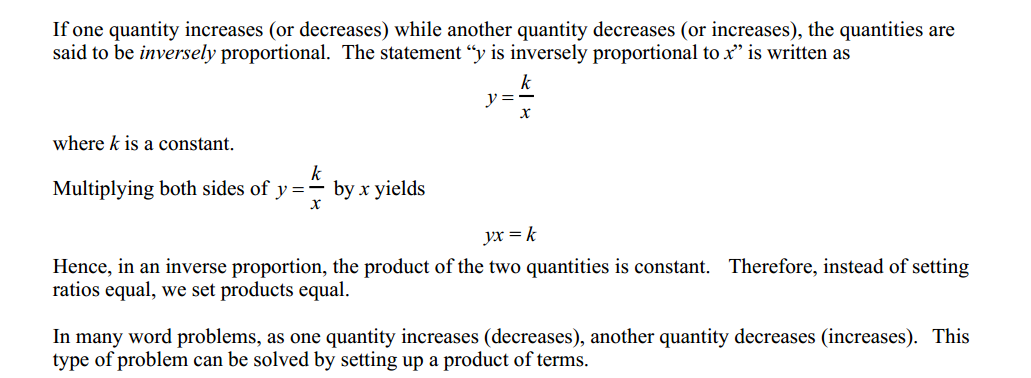 If one quantity increases (or decreases) while another quantity decreases (or increases), the quantities are
said to be inversely proportional. The statement “y is inversely proportional to x” is written as
y = k/x
where k is a constant.
Multiplying both sides of y = k/x by x yields
yx = k
Hence, in an inverse proportion, the product of the two quantities is constant. Therefore, instead of setting
ratios equal, we set products equal.
In many word problems, as one quantity increases (decreases), another quantity decreases (increases). This
type of problem can be solved by setting up a product of terms.